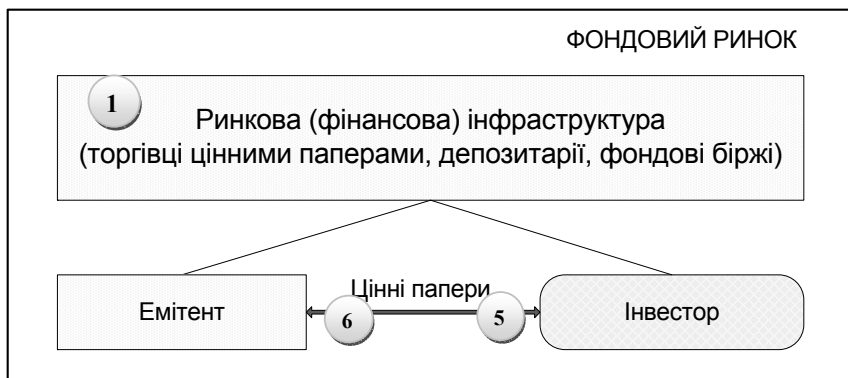 ФОНДОВИЙ РИНОК
1
Ринкова (фінансова) інфраструктура
(торгівці цінними паперами, депозитарії, фондові біржі)
Цінні папери
Емітент
6
5
Інвестор